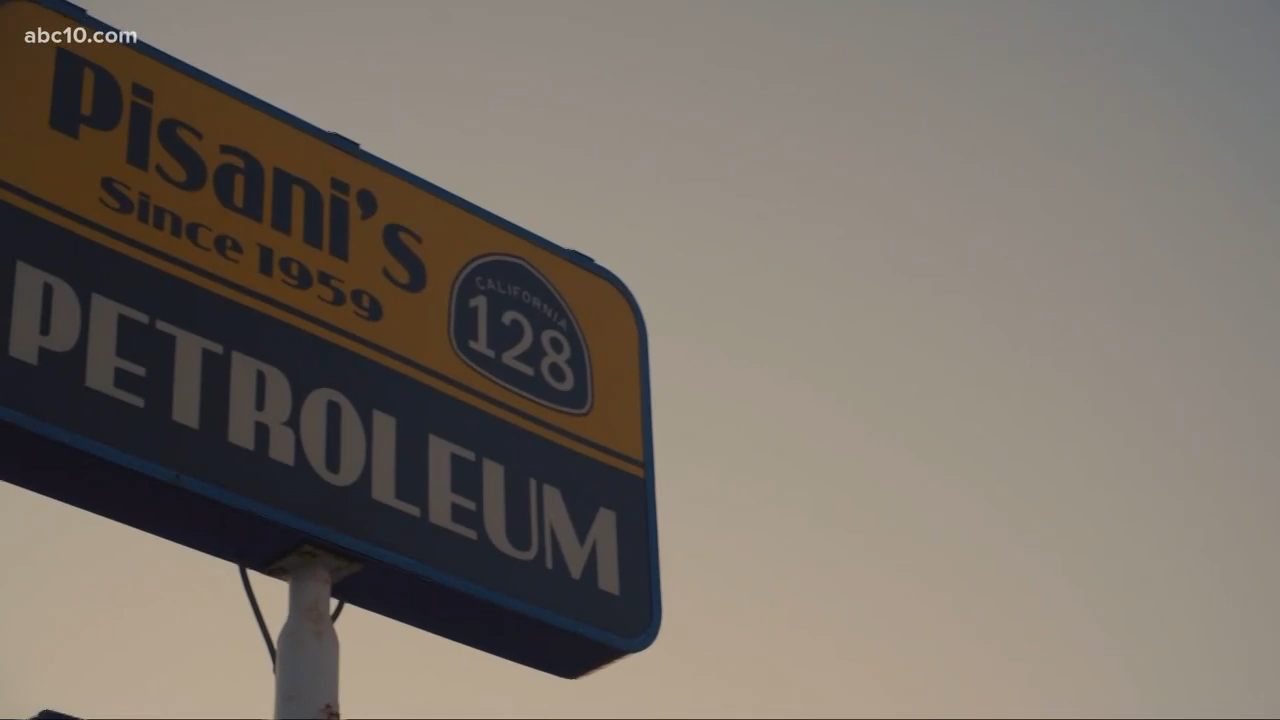 abc10.com
Pisani's
Since 1959
CALIFORNIA
128
PETROLEUM